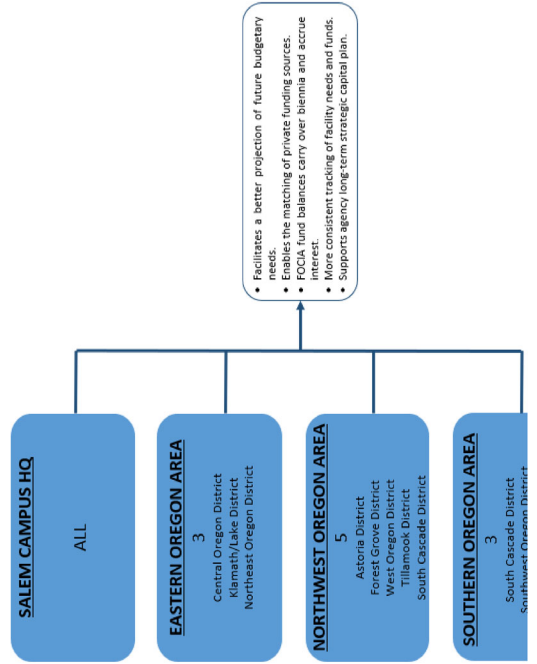 SALEM CAMPUS HQ
ALL
EASTERN OREGON AREA
3
Central Oregon District
Klamath/Lake District
Northeast Oregon District
NORTHWEST OREGON AREA
5
Astoria District
Forest Grove District
West Oregon District
Tillamook District
South Cascade District
SOUTHERN OREGON AREA
3
South Cascade District
Southwest Oregon District
• Facilitates a better projection of future budgetary
needs.
• Enables the matching of private funding sources.
• FOCIA fund balances carry over biennia and accrue
interest.
• More consistent tracking of facility needs and funds.
• Supports agency long-term strategic capital plan.